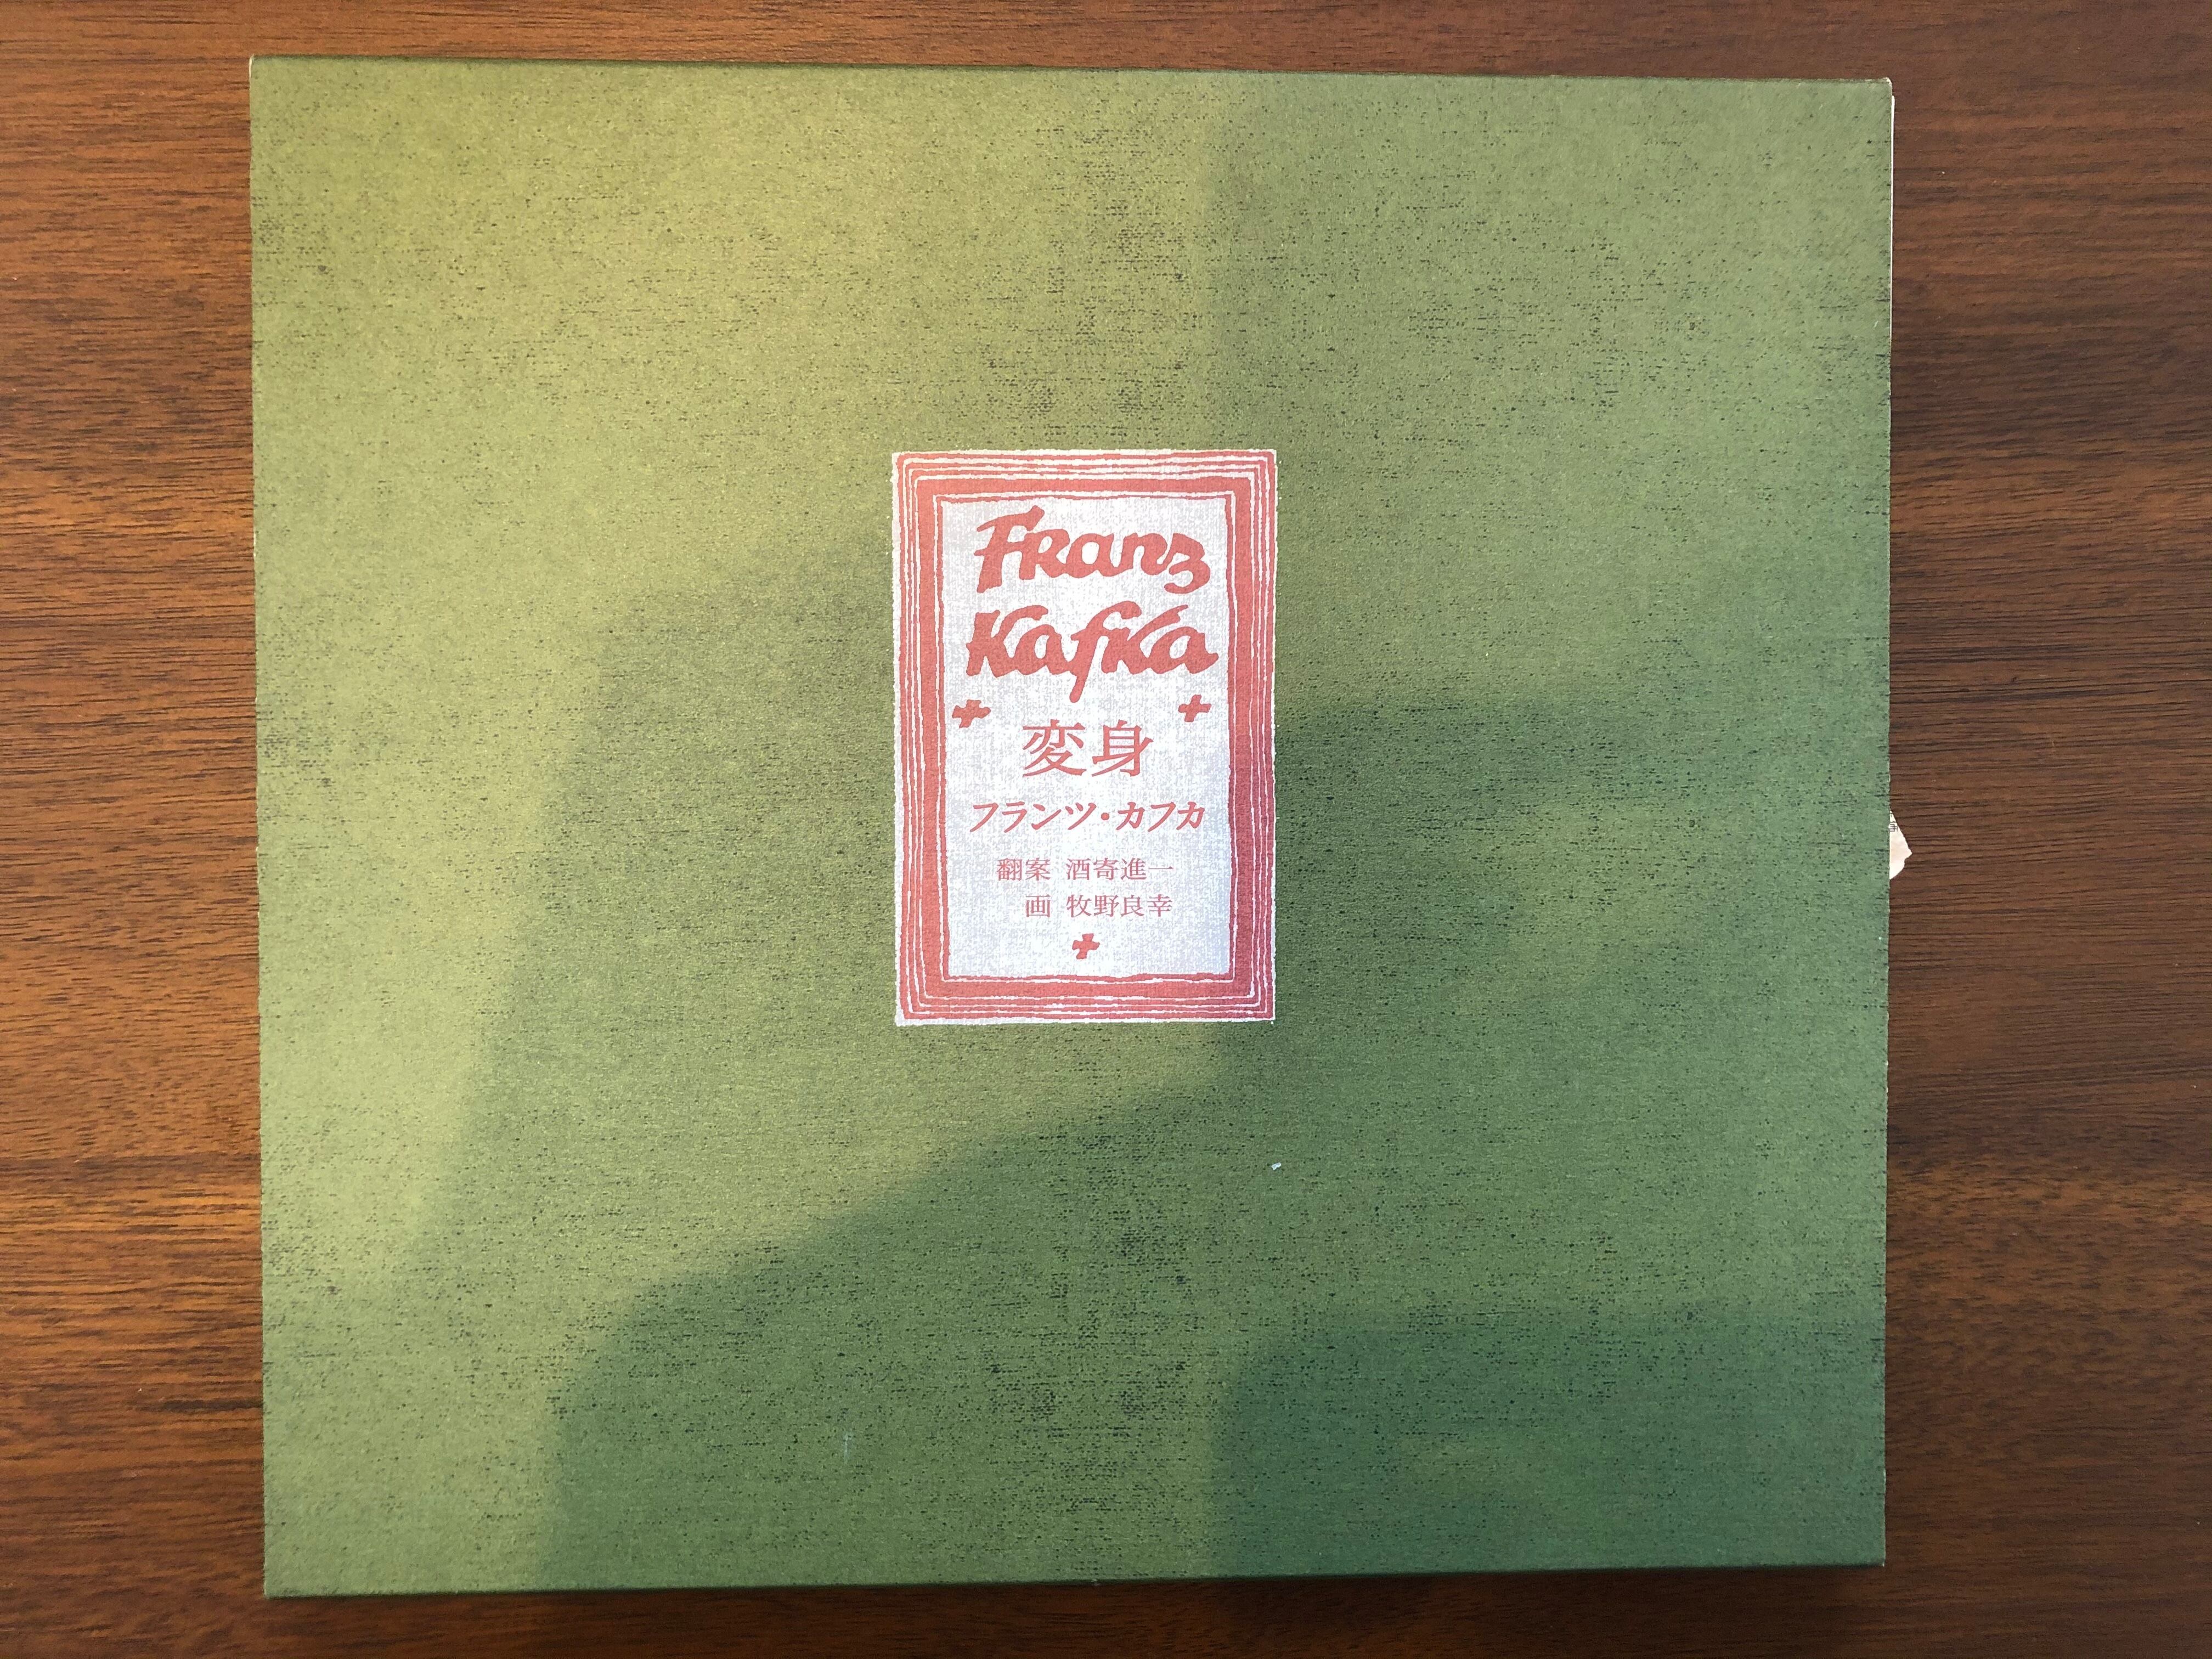 Franz
Kafka
変身
フランツ・カフカ
翻案 酒寄進一
画 牧野良幸